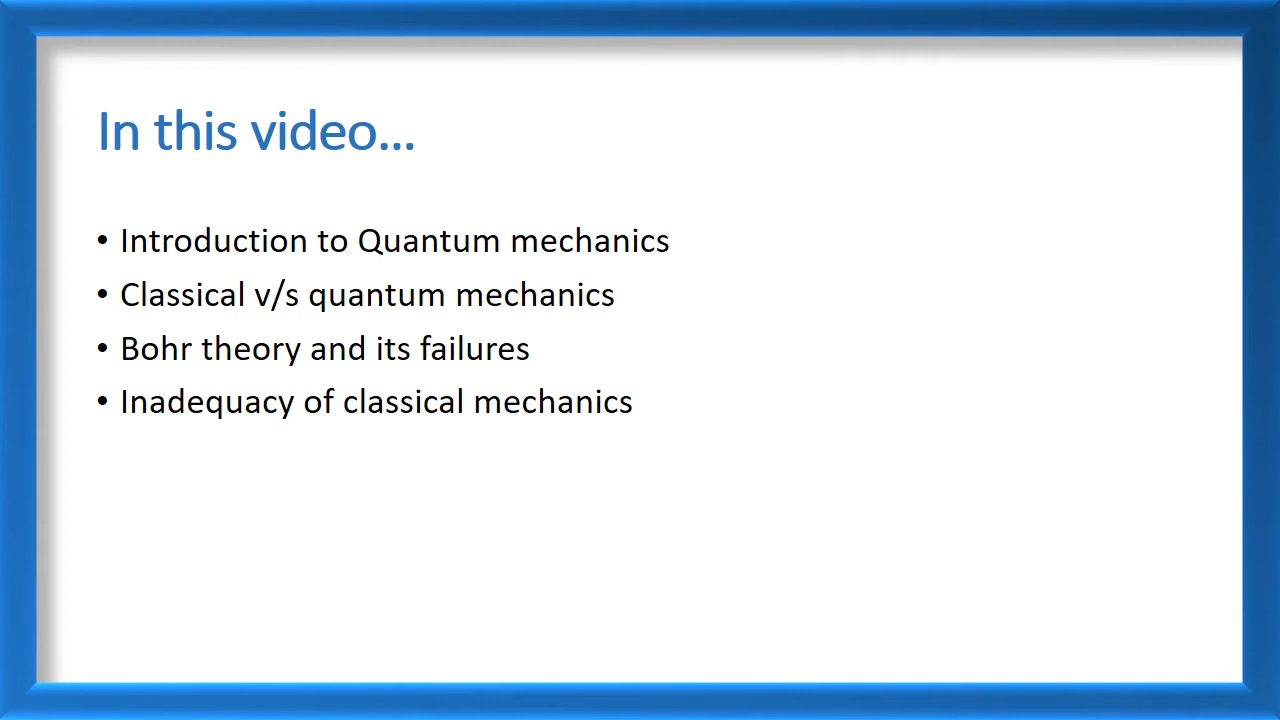 In this video...
• Introduction to Quantum mechanics
• Classical v/s quantum mechanics
• Bohr theory and its failures
• Inadequacy of classical mechanics